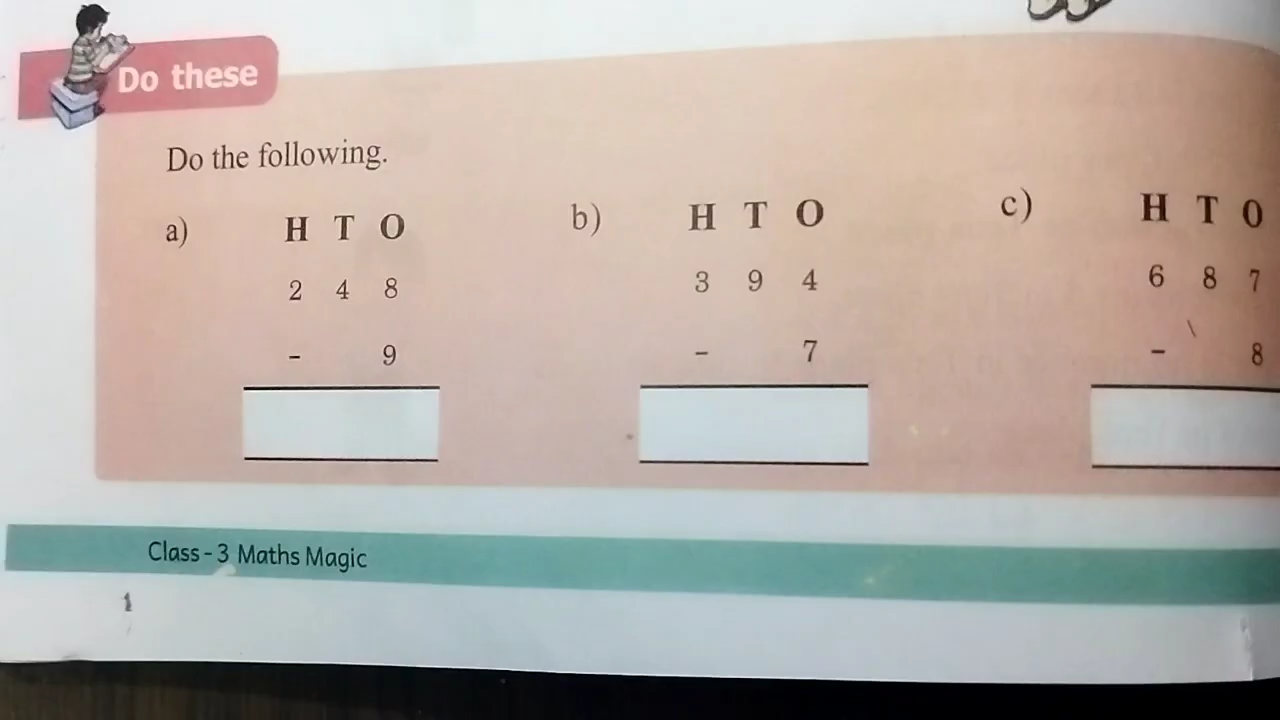 Do these
Do the following.
a) H T O b) H T O c) H T O
2 4 8 3 9 4 6 8 7
- 9 - 7 - 8
Class - 3 Maths Magic
1